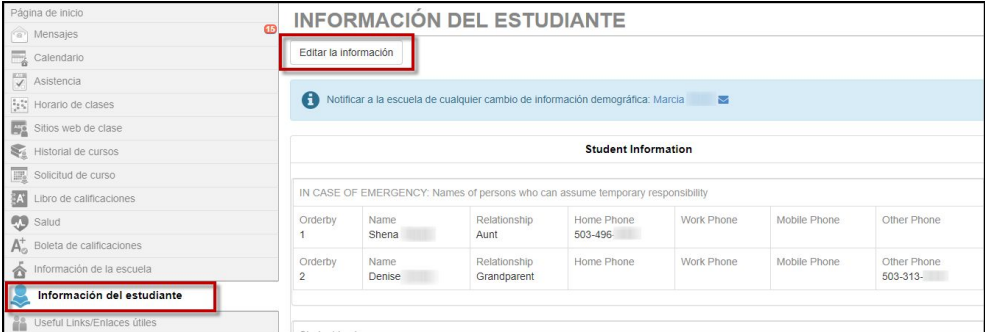 Página de inicio
Mensajes
15
Calendario
Asistencia
Horario de clases
Sitios web de clase
Historial de cursos
Solicitud de curso
Libro de calificaciones
Salud
Boleta de calificaciones
Información de la escuela
Información del estudiante
Useful Links/Enlaces útiles
INFORMACIÓN DEL ESTUDIANTE
Editar la información
Notificar a la escuela de cualquier cambio de información demográfica: Marcia
Student Information
IN CASE OF EMERGENCY: Names of persons who can assume temporary responsibility
Orderby Name Relationship Home Phone Work Phone Mobile Phone Other Phone
1 Shena Aunt 503-496-
Orderby Name Relationship Home Phone Work Phone Mobile Phone Other Phone
2 Denise Grandparent 503-313-